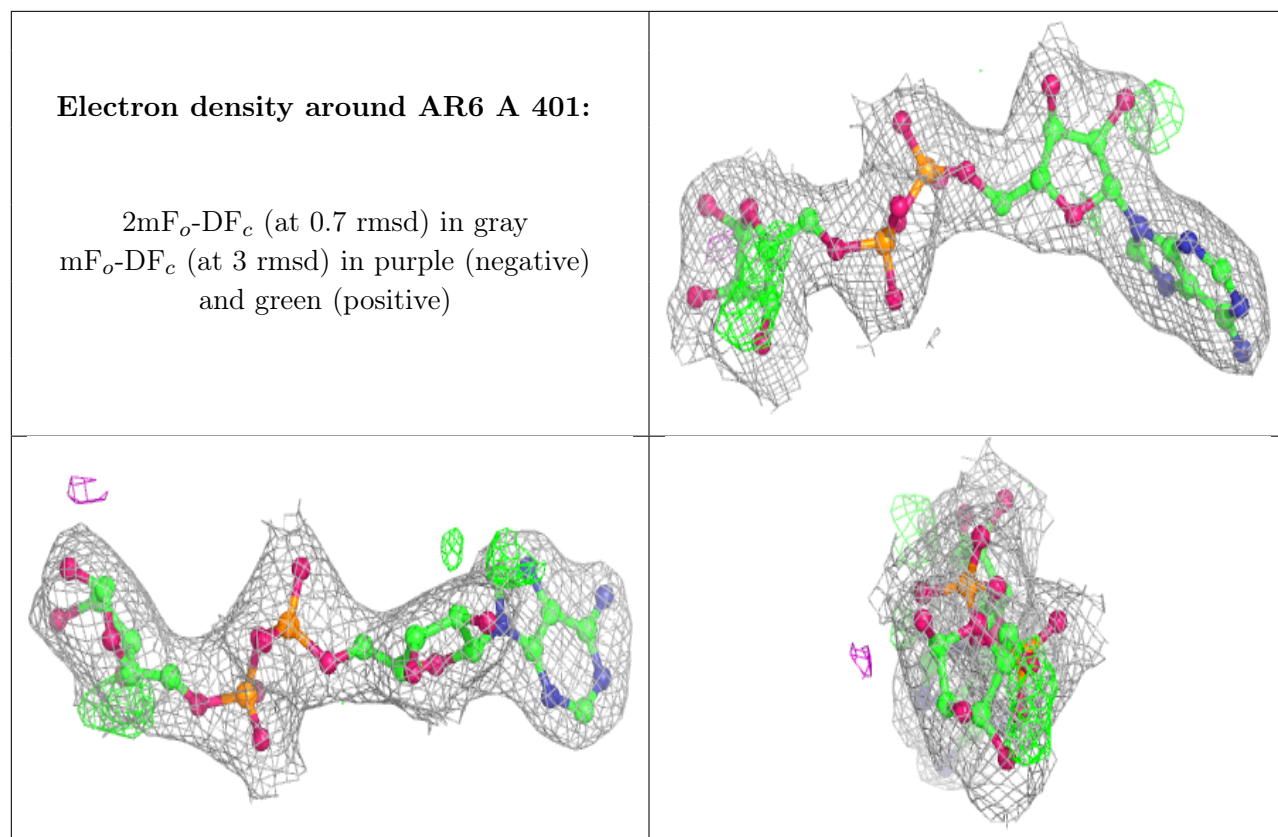 Electron density around AR6 A 401:
2mFₒ-DF𝒸 (at 0.7 rmsd) in gray
mFₒ-DF𝒸 (at 3 rmsd) in purple (negative)
and green (positive)